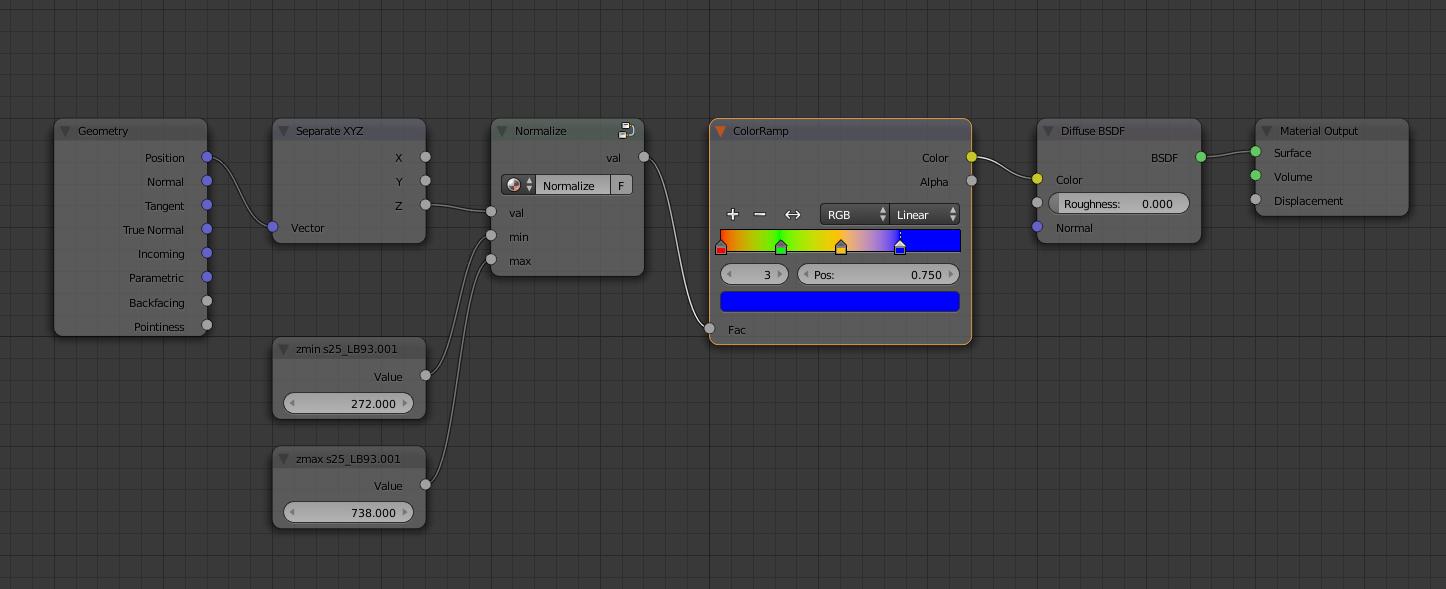 Geometry
Position
Normal
Tangent
True Normal
Incoming
Parametric
Backfacing
Pointiness
Separate XYZ
X
Y
Z
Vector
zmin s25_LB93.001
Value
272.000
zmax s25_LB93.001
Value
738.000
Normalize
val
Normalize F
val
min
max
ColorRamp
Color
Alpha
RGB Linear
3 Pos: 0.750
Fac
Diffuse BSDF
BSDF
Color
Roughness: 0.000
Normal
Material Output
Surface
Volume
Displacement